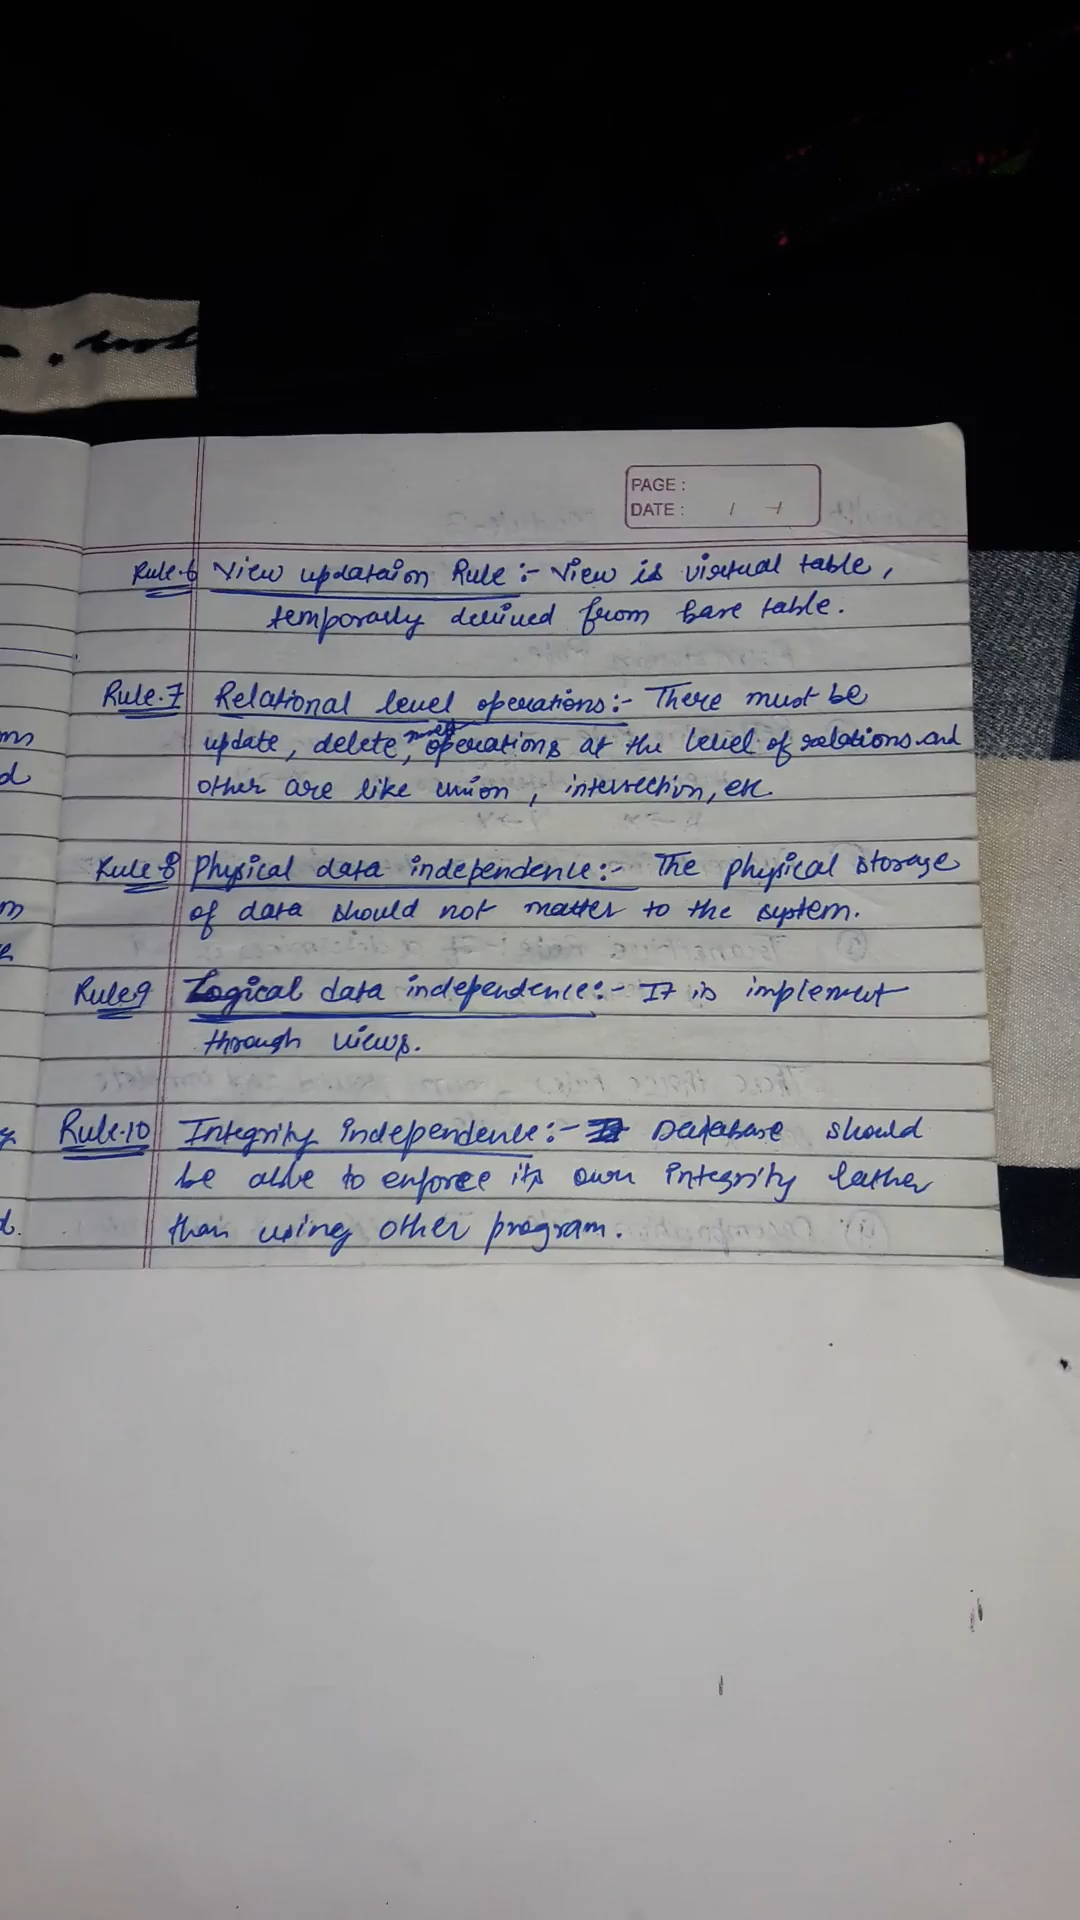 PAGE :
DATE : / /
Rule.6 View updataion Rule :- View is virtual table,
temporarly derived from base table.
Rule.7 Relational level operations :- There must be
update, delete, insert operations at the level of relations and
other are like union, intersection, etc
Rule.8 Physical data independence :- The physical storage
of data should not matter to the system.
Rule.9 Logical data independence :- It is implement
through views.
Rule.10 Integrity independence :- Database should
be able to enforce its own integrity rather
than using other program.